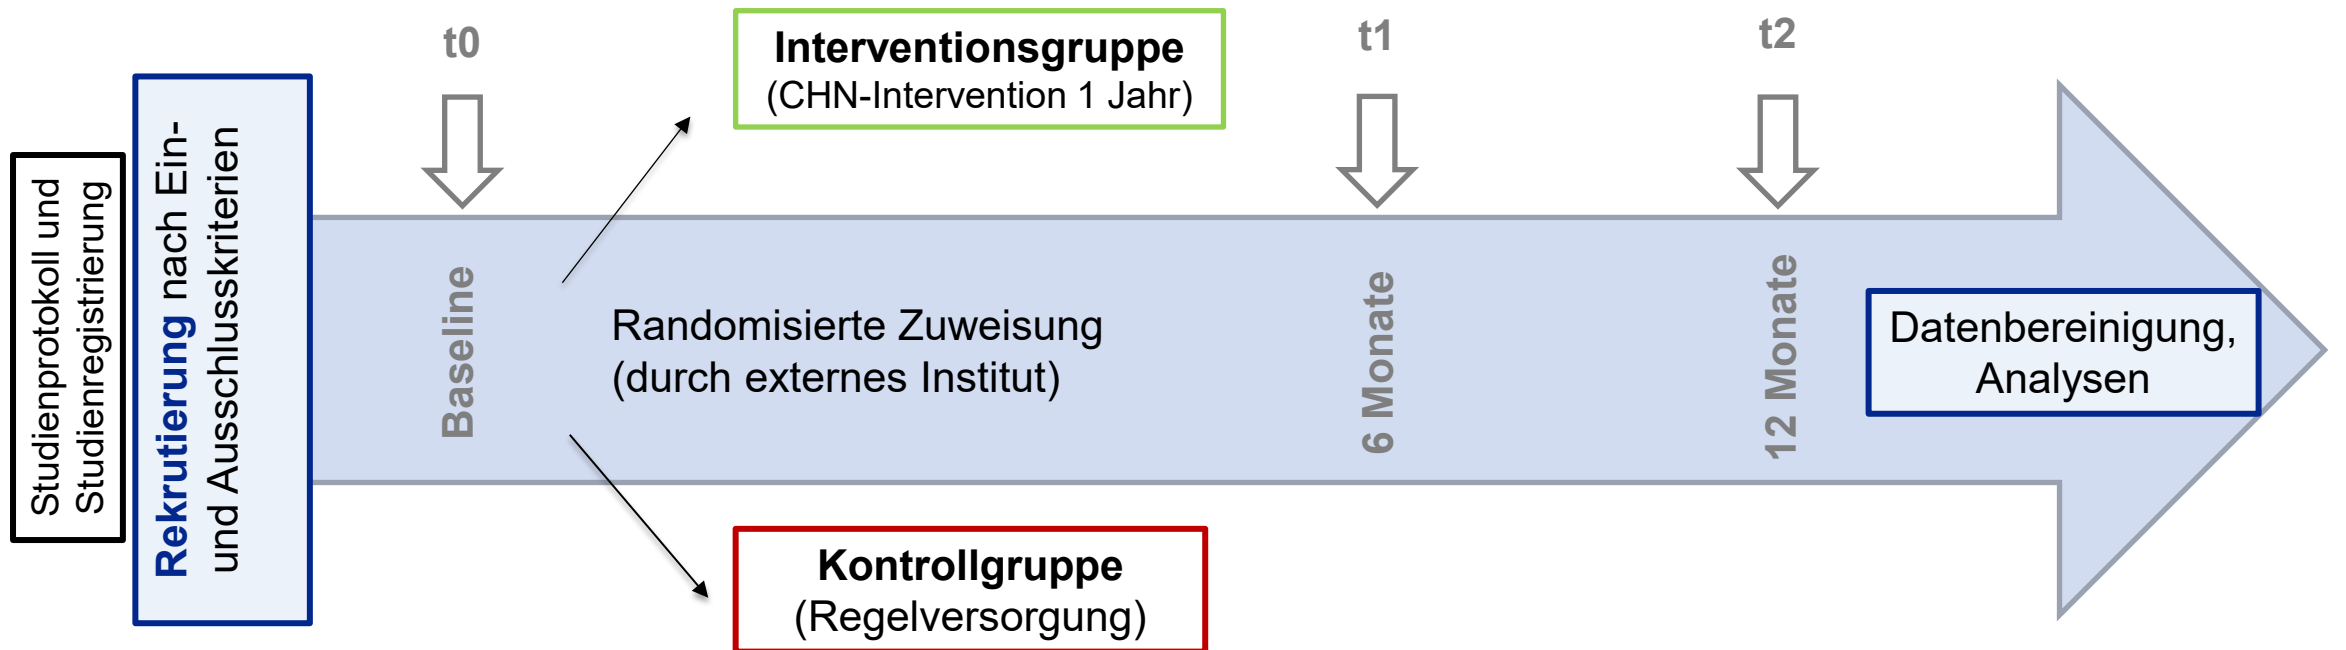 Studienprotokoll und
Studienregistrierung
Rekrutierung nach Ein-
und Ausschlusskriterien
t0
Baseline
Interventionsgruppe
(CHN-Intervention 1 Jahr)
Randomisierte Zuweisung
(durch externes Institut)
Kontrollgruppe
(Regelversorgung)
t1
6 Monate
t2
12 Monate
Datenbereinigung,
Analysen